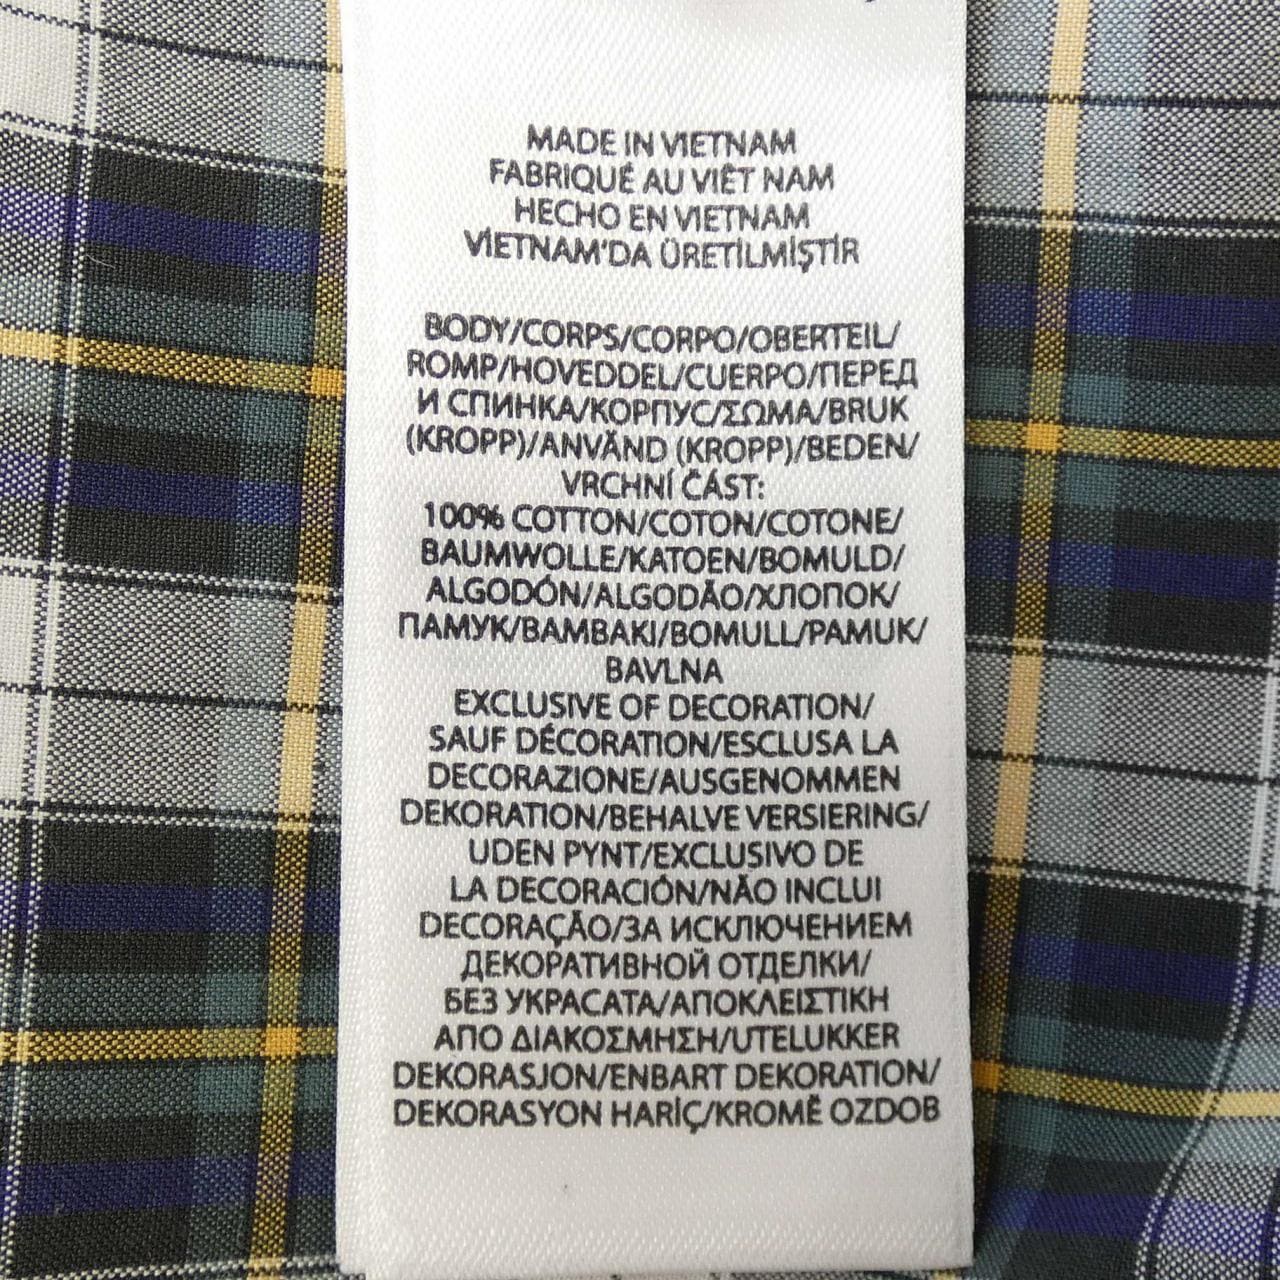 MADE IN VIETNAM
FABRIQUÉ AU VIÊT NAM
HECHO EN VIETNAM
VİETNAM'DA ÜRETİLMİŞTİR
BODY/CORPS/CORPO/OBERTEIL/
ROMP/HOVEDDEL/CUERPO/ПЕРЕД
И СПИНКА/КОРПУС/ΣΩΜΑ/BRUK
(KROPP)/ANVÄND (KROPP)/BEDEN/
VRCHNÍ ČÁST:
100% COTTON/COTON/COTONE/
BAUMWOLLE/KATOEN/BOMULD/
ALGODÓN/ALGODÃO/ХЛОПОК/
ПАМУК/BAMBAKI/BOMULL/PAMUK/
BAVLNA
EXCLUSIVE OF DECORATION/
SAUF DÉCORATION/ESCLUSA LA
DECORAZIONE/AUSGENOMMEN
DEKORATION/BEHALVE VERSIERING/
UDEN PYNT/EXCLUSIVO DE
LA DECORACIÓN/NÃO INCLUI
DECORAÇÃO/ЗА ИСКЛЮЧЕНИЕМ
ДЕКОРАТИВНОЙ ОТДЕЛКИ/
БЕЗ УКРАСАТА/ΑΠΟΚΛΕΙΣΤΙΚΗ
ΑΠΟ ΔΙΑΚΟΣΜΗΣΗ/UTELUKKER
DEKORASJON/ENBART DEKORATION/
DEKORASYON HARİÇ/KROMĚ OZDOB